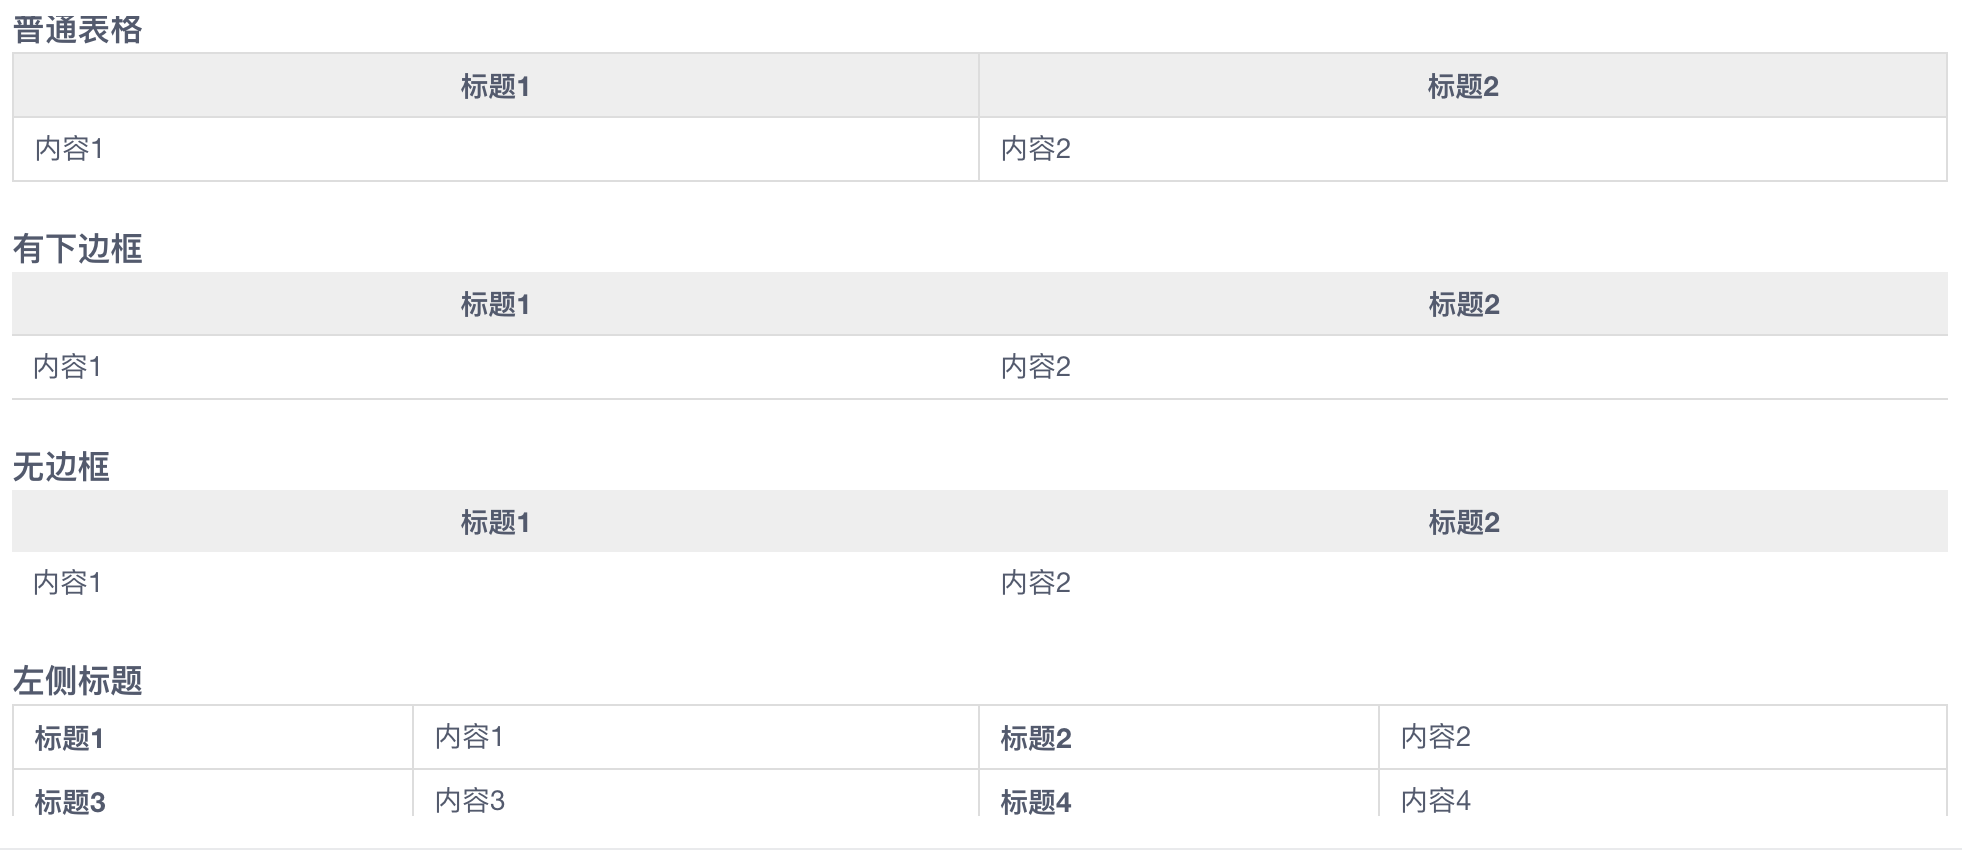 普通表格
标题1 标题2
内容1 内容2
有下边框
标题1 标题2
内容1 内容2
无边框
标题1 标题2
内容1 内容2
左侧标题
标题1 内容1 标题2 内容2
标题3 内容3 标题4 内容4